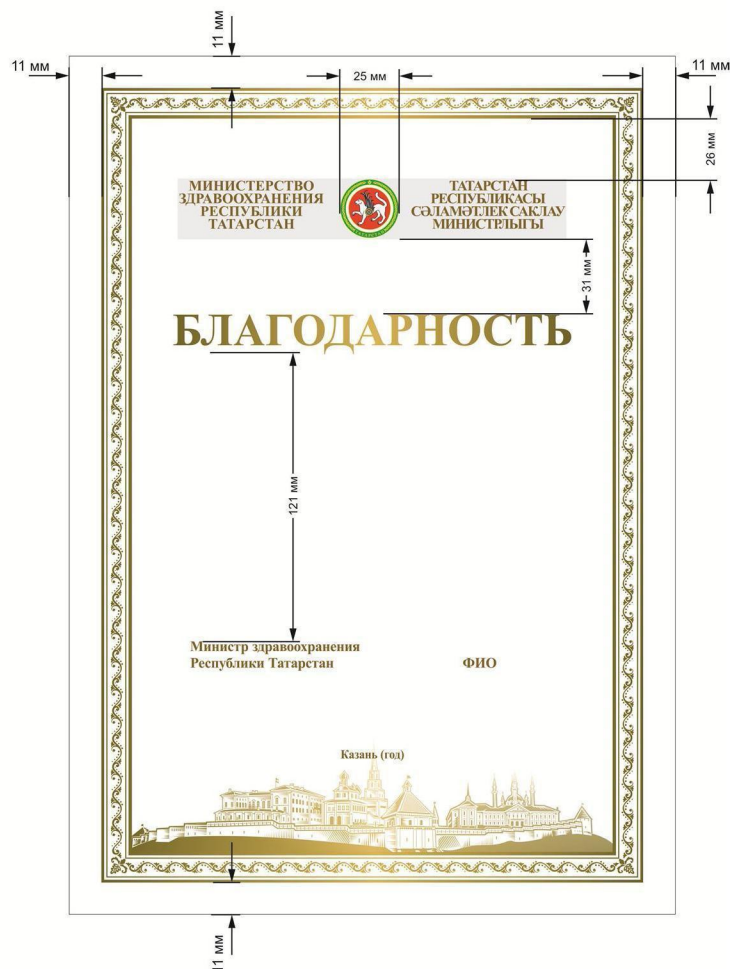 11 мм
11 мм
25 мм
11 мм
26 мм
МИНИСТЕРСТВО
ЗДРАВООХРАНЕНИЯ
РЕСПУБЛИКИ
ТАТАРСТАН
ТАТАРСТАН
РЕСПУБЛИКАСЫ
СӘЛАМӘТЛЕК САКЛАУ
МИНИСТРЛЫГЫ
31 мм
БЛАГОДАРНОСТЬ
121 мм
Министр здравоохранения
Республики Татарстан
ФИО
Казань (год)
11 мм